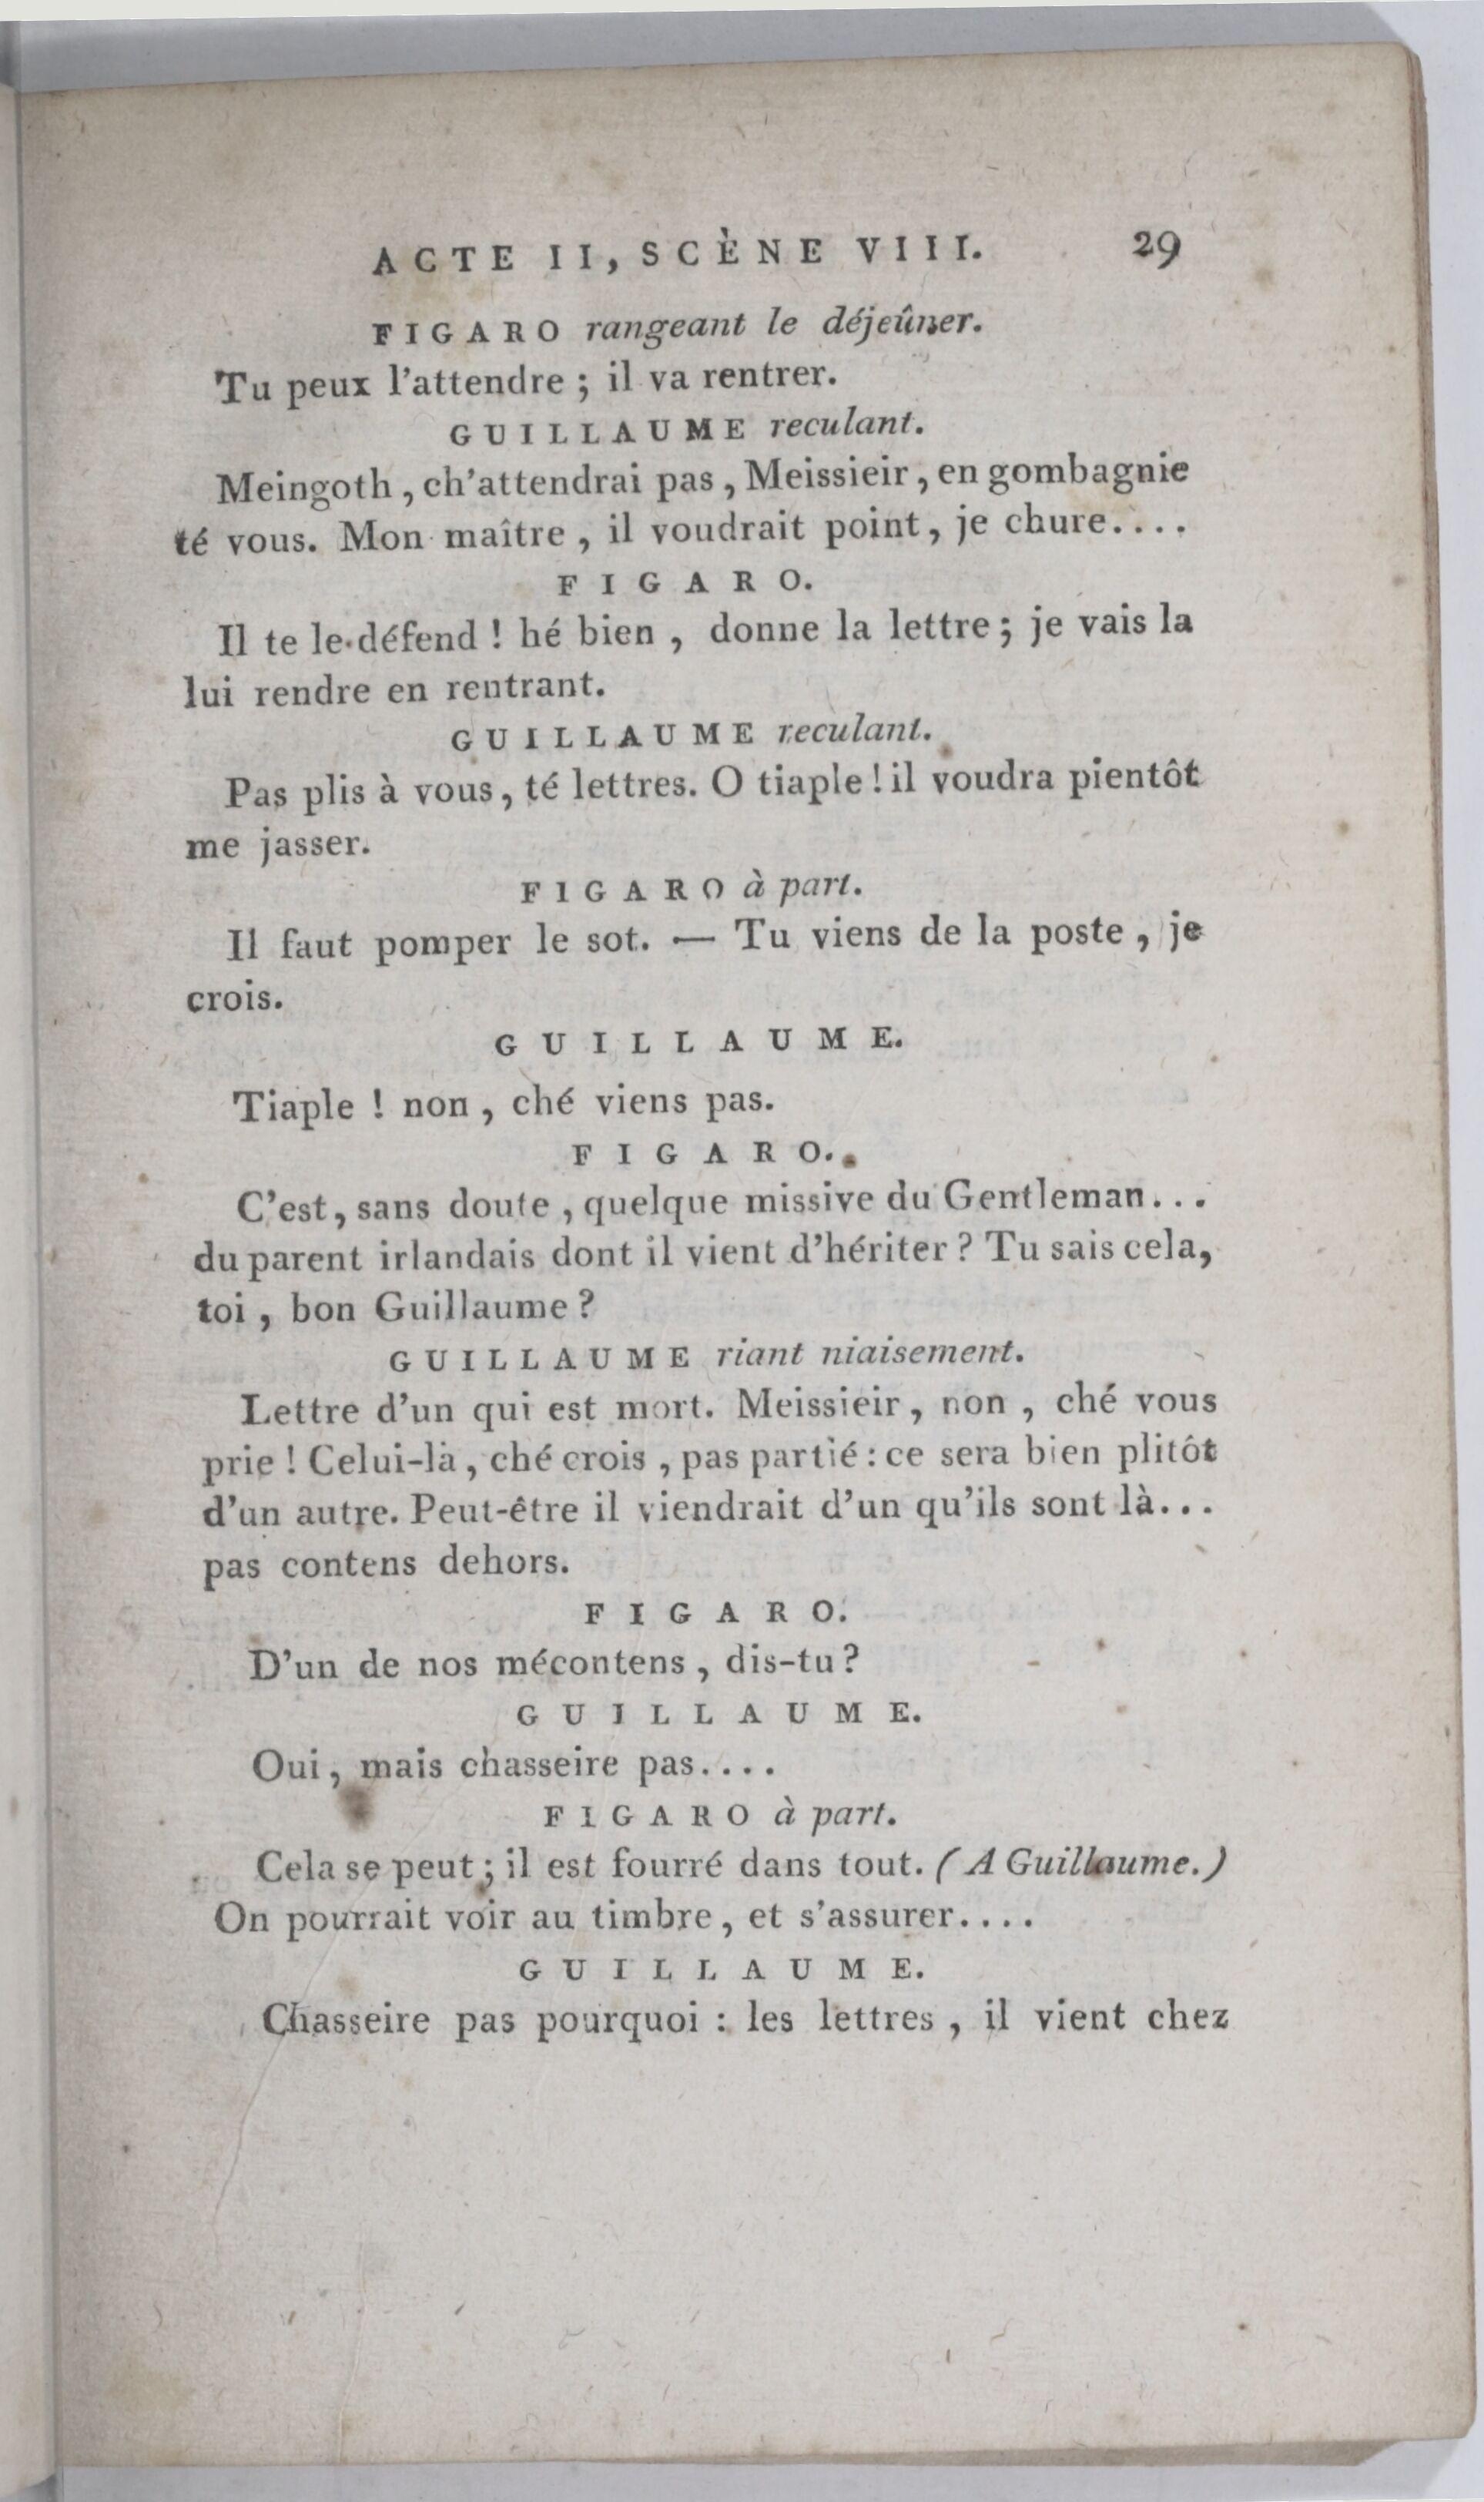 ACTE II, SCÈNE VIII. 29
FIGARO rangeant le déjeûner.
Tu peux l'attendre ; il va rentrer.
GUILLAUME reculant.
Meingoth, ch'attendrai pas, Meissieir, en gombagnie
té vous. Mon maître, il voudrait point, je chure....
FIGARO.
Il te le défend ! hé bien, donne la lettre ; je vais la
lui rendre en rentrant.
GUILLAUME reculant.
Pas plis à vous, té lettres. O tiaple ! il voudra pientôt
me jasser.
FIGARO à part.
Il faut pomper le sot. — Tu viens de la poste, je
crois.
GUILLAUME.
Tiaple ! non, ché viens pas.
FIGARO.
C'est, sans doute, quelque missive du Gentleman...
du parent irlandais dont il vient d'hériter ? Tu sais cela,
toi, bon Guillaume ?
GUILLAUME riant niaisement.
Lettre d'un qui est mort. Meissieir, non, ché vous
prie ! Celui-là, ché crois, pas partié : ce sera bien plitôt
d'un autre. Peut-être il viendrait d'un qu'ils sont là...
pas contens dehors.
FIGARO.
D'un de nos mécontens, dis-tu ?
GUILLAUME.
Oui, mais chasseire pas....
FIGARO à part.
Cela se peut ; il est fourré dans tout. (A Guillaume.)
On pourrait voir au timbre, et s'assurer....
GUILLAUME.
Chasseire pas pourquoi : les lettres, il vient chez